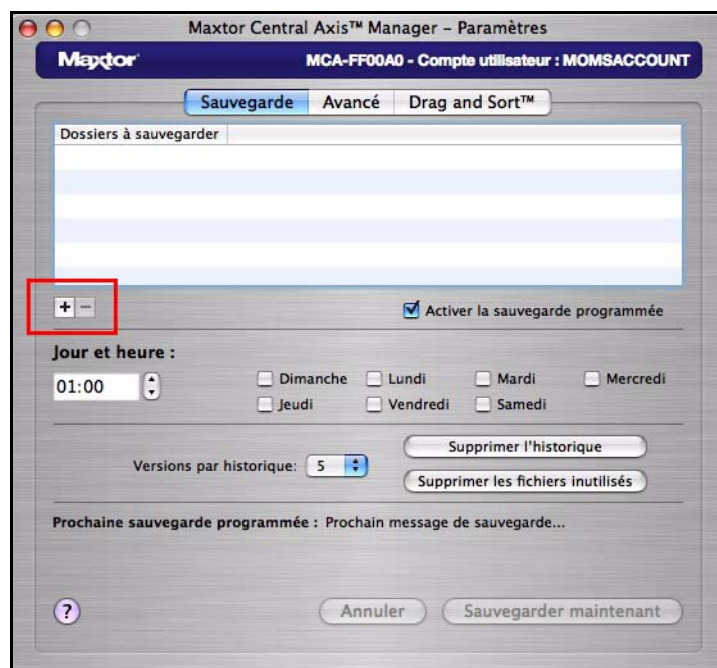 Maxtor Central Axis™ Manager – Paramètres
Maxtor MCA-FF00A0 - Compte utilisateur : MOMSACCOUNT
Sauvegarde Avancé Drag and Sort™
Dossiers à sauvegarder
+ −
Activer la sauvegarde programmée
Jour et heure :
01:00 Dimanche Lundi Mardi Mercredi
Jeudi Vendredi Samedi
Versions par historique: 5
Supprimer l'historique
Supprimer les fichiers inutilisés
Prochaine sauvegarde programmée : Prochain message de sauvegarde...
? Annuler Sauvegarder maintenant